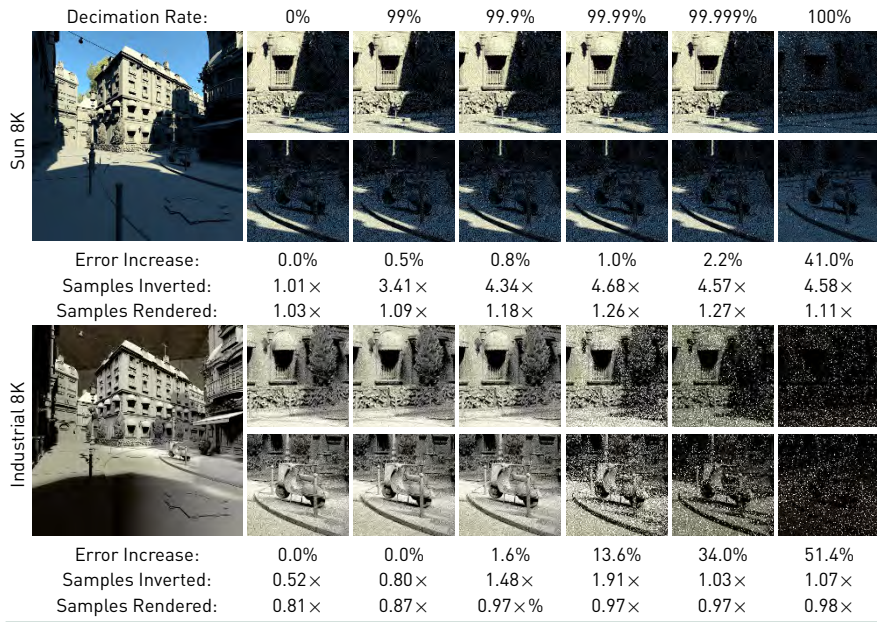 Decimation Rate: 0% 99% 99.9% 99.99% 99.999% 100%
Sun 8K
Error Increase: 0.0% 0.5% 0.8% 1.0% 2.2% 41.0%
Samples Inverted: 1.01× 3.41× 4.34× 4.68× 4.57× 4.58×
Samples Rendered: 1.03× 1.09× 1.18× 1.26× 1.27× 1.11×
Industrial 8K
Error Increase: 0.0% 0.0% 1.6% 13.6% 34.0% 51.4%
Samples Inverted: 0.52× 0.80× 1.48× 1.91× 1.03× 1.07×
Samples Rendered: 0.81× 0.87× 0.97×% 0.97× 0.97× 0.98×